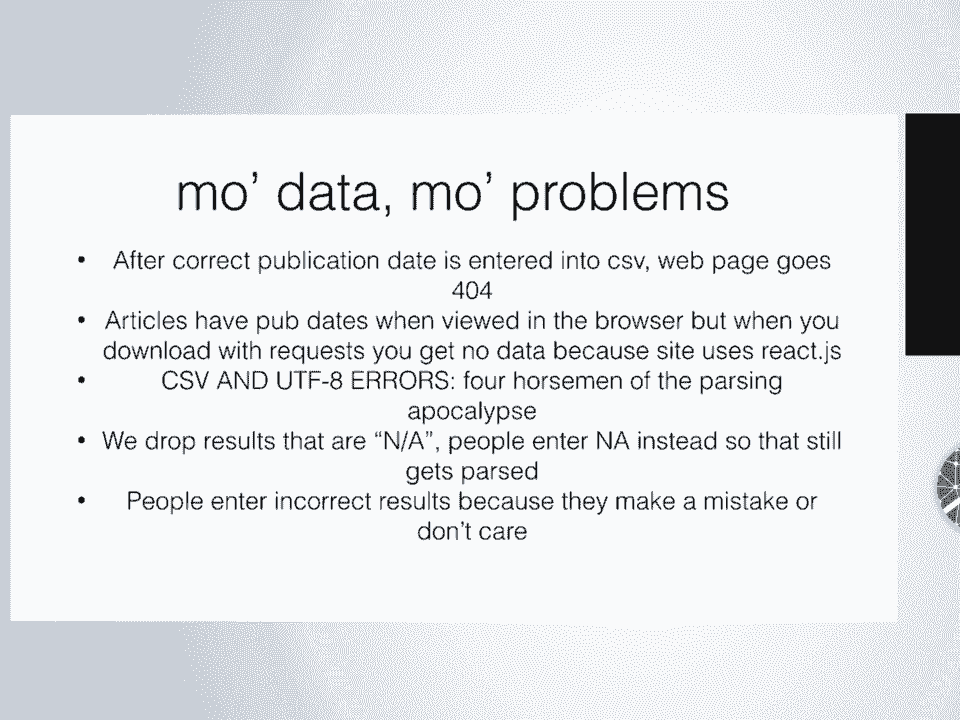 mo’ data, mo’ problems
• After correct publication date is entered into csv, web page goes
404
• Articles have pub dates when viewed in the browser but when you
download with requests you get no data because site uses react.js
• CSV AND UTF-8 ERRORS: four horsemen of the parsing
apocalypse
• We drop results that are “N/A”, people enter NA instead so that still
gets parsed
• People enter incorrect results because they make a mistake or
don’t care